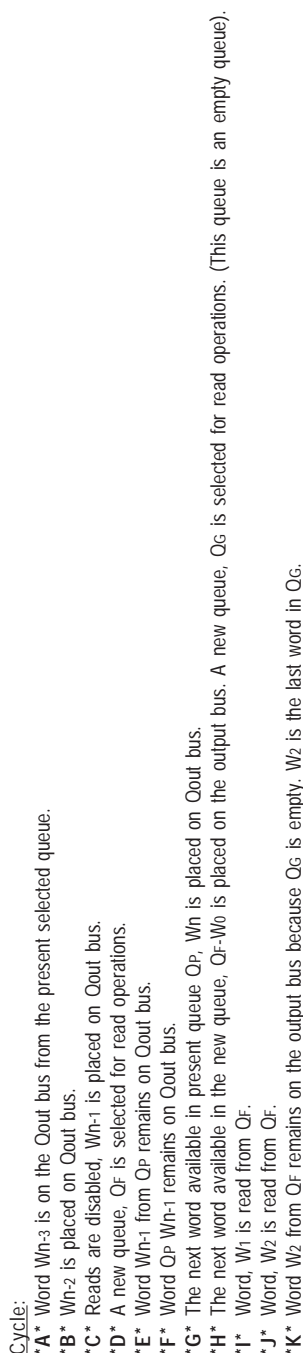 Cycle:
*A* Word Wn-3 is on the Qout bus from the present selected queue.
*B* Wn-2 is placed on Qout bus.
*C* Reads are disabled, Wn-1 is placed on Qout bus.
*D* A new queue, QF is selected for read operations.
*E* Word Wn-1 from QP remains on Qout bus.
*F* Word QP Wn-1 remains on Qout bus.
*G* The next word available in present queue QP, Wn is placed on Qout bus.
*H* The next word available in the new queue, QF-W0 is placed on the output bus. A new queue, QG is selected for read operations. (This queue is an empty queue).
*I* Word, W1 is read from QF.
*J* Word, W2 is read from QF.
*K* Word W2 from QF remains on the output bus because QG is empty. W2 is the last word in QG.